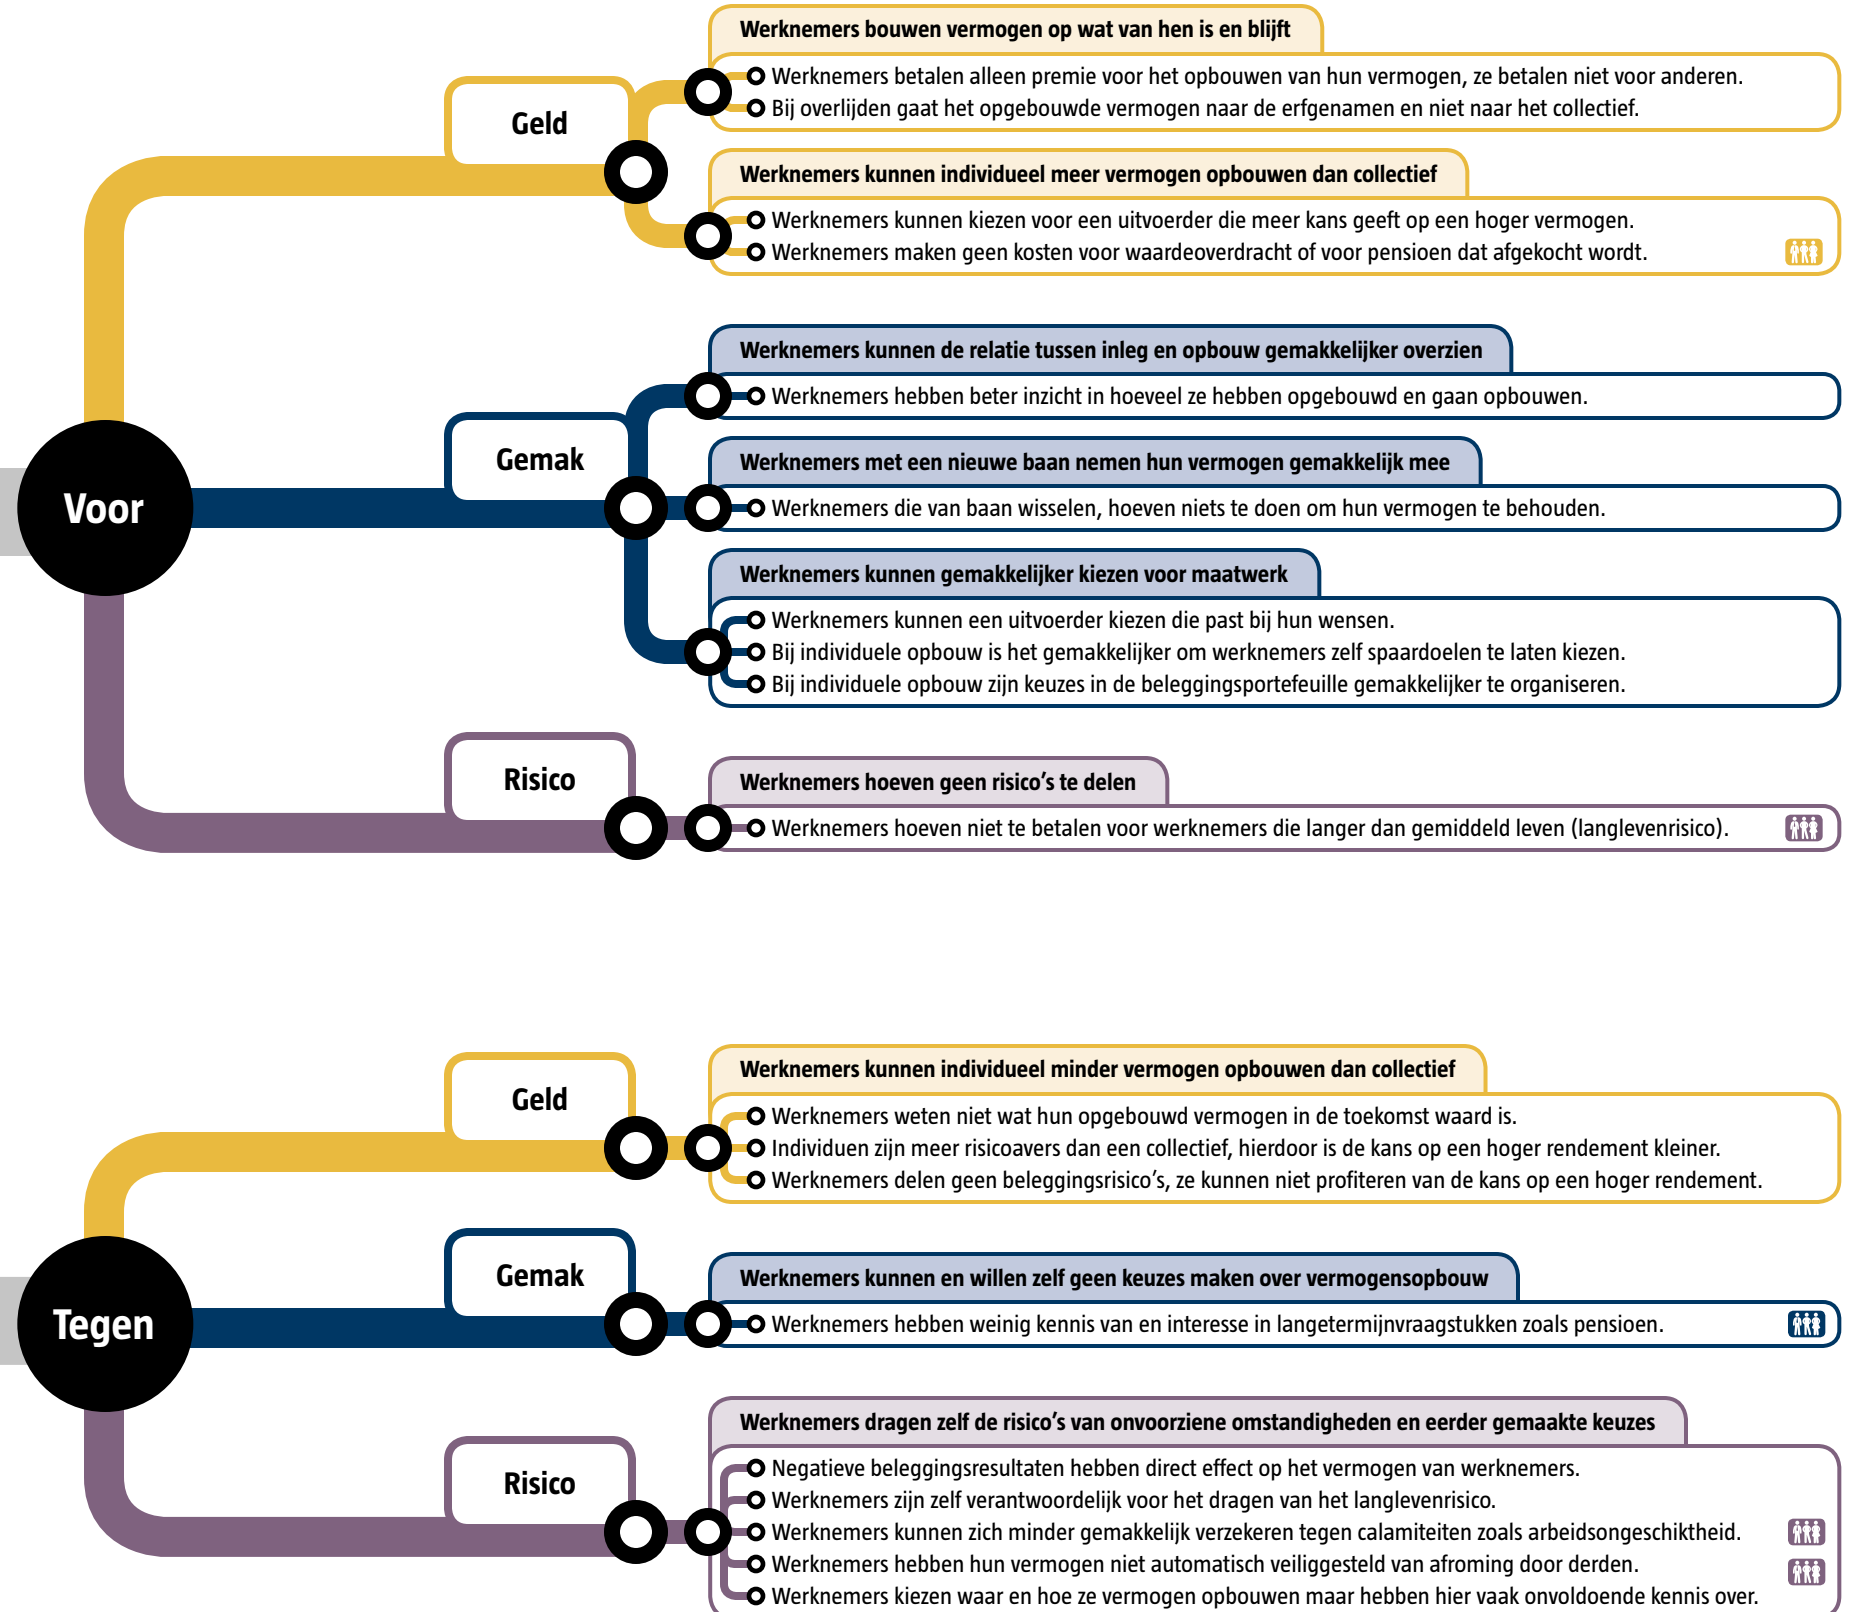 Voor
Geld
Werknemers bouwen vermogen op wat van hen is en blijft
Werknemers betalen alleen premie voor het opbouwen van hun vermogen, ze betalen niet voor anderen.
Bij overlijden gaat het opgebouwde vermogen naar de erfgenamen en niet naar het collectief.
Werknemers kunnen individueel meer vermogen opbouwen dan collectief
Werknemers kunnen kiezen voor een uitvoerder die meer kans geeft op een hoger vermogen.
Werknemers maken geen kosten voor waardeoverdracht of voor pensioen dat afgekocht wordt.
Gemak
Werknemers kunnen de relatie tussen inleg en opbouw gemakkelijker overzien
Werknemers hebben beter inzicht in hoeveel ze hebben opgebouwd en gaan opbouwen.
Werknemers met een nieuwe baan nemen hun vermogen gemakkelijk mee
Werknemers die van baan wisselen, hoeven niets te doen om hun vermogen te behouden.
Werknemers kunnen gemakkelijker kiezen voor maatwerk
Werknemers kunnen een uitvoerder kiezen die past bij hun wensen.
Bij individuele opbouw is het gemakkelijker om werknemers zelf spaardoelen te laten kiezen.
Bij individuele opbouw zijn keuzes in de beleggingsportefeuille gemakkelijker te organiseren.
Risico
Werknemers hoeven geen risico's te delen
Werknemers hoeven niet te betalen voor werknemers die langer dan gemiddeld leven (langlevenrisico).
Tegen
Geld
Werknemers kunnen individueel minder vermogen opbouwen dan collectief
Werknemers weten niet wat hun opgebouwd vermogen in de toekomst waard is.
Individuen zijn meer risicoavers dan een collectief, hierdoor is de kans op een hoger rendement kleiner.
Werknemers delen geen beleggingsrisico's, ze kunnen niet profiteren van de kans op een hoger rendement.
Gemak
Werknemers kunnen en willen zelf geen keuzes maken over vermogensopbouw
Werknemers hebben weinig kennis van en interesse in langetermijnvraagstukken zoals pensioen.
Risico
Werknemers dragen zelf de risico's van onvoorziene omstandigheden en eerder gemaakte keuzes
Negatieve beleggingsresultaten hebben direct effect op het vermogen van werknemers.
Werknemers zijn zelf verantwoordelijk voor het dragen van het langlevenrisico.
Werknemers kunnen zich minder gemakkelijk verzekeren tegen calamiteiten zoals arbeidsongeschiktheid.
Werknemers hebben hun vermogen niet automatisch veiliggesteld van afroming door derden.
Werknemers kiezen waar en hoe ze vermogen opbouwen maar hebben hier vaak onvoldoende kennis over.